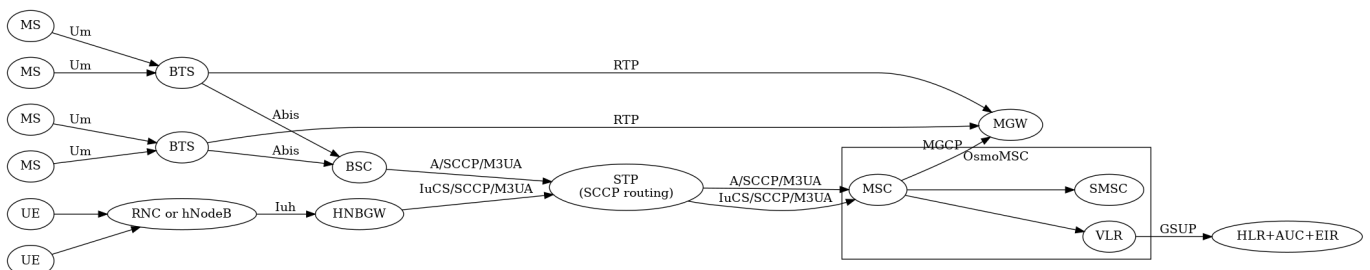 MS
Um
MS
Um
BTS
RTP
MS
Um
Abis
RTP
MGW
MS
Um
BTS
Abis
BSC
MGCP
OsmoMSC
A/SCCP/M3UA
IuCS/SCCP/M3UA
STP
(SCCP routing)
A/SCCP/M3UA
IuCS/SCCP/M3UA
MSC
SMSC
UE
RNC or hNodeB
Iuh
HNBGW
VLR
GSUP
HLR+AUC+EIR
UE